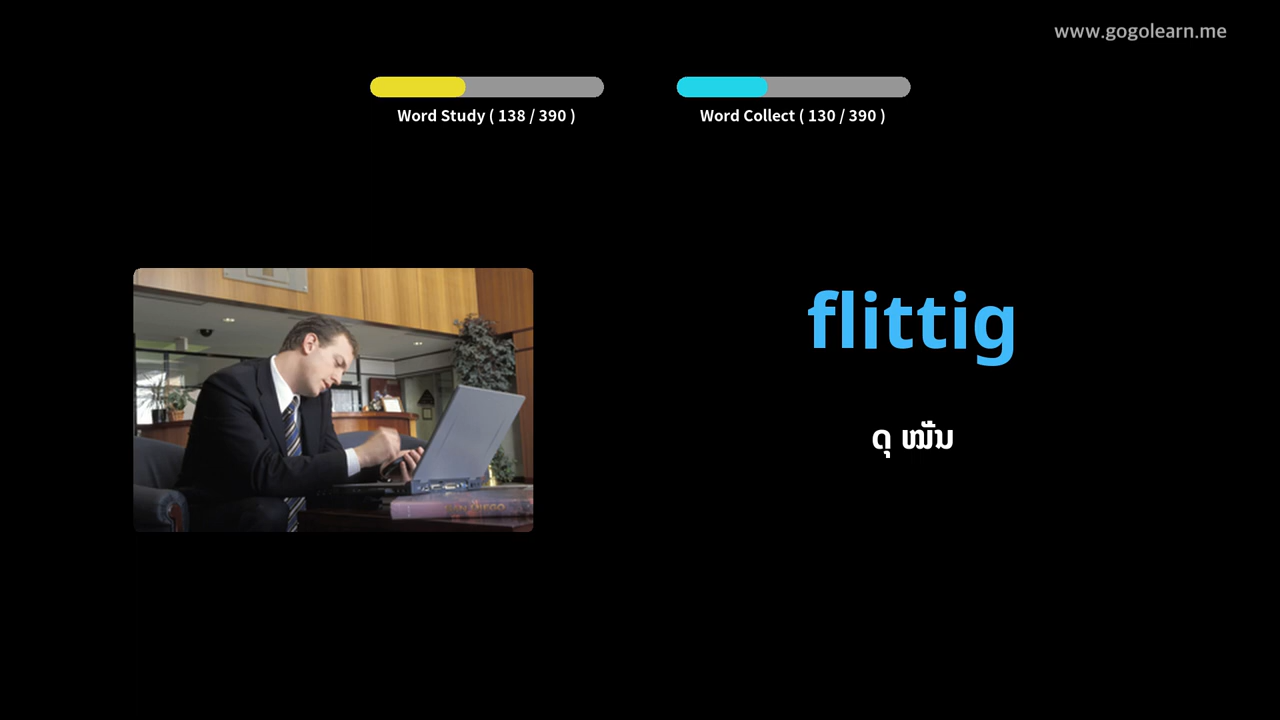 www.gogolearn.me
Word Study ( 138 / 390 )
Word Collect ( 130 / 390 )
flittig
ດຸ ໝັ່ນ